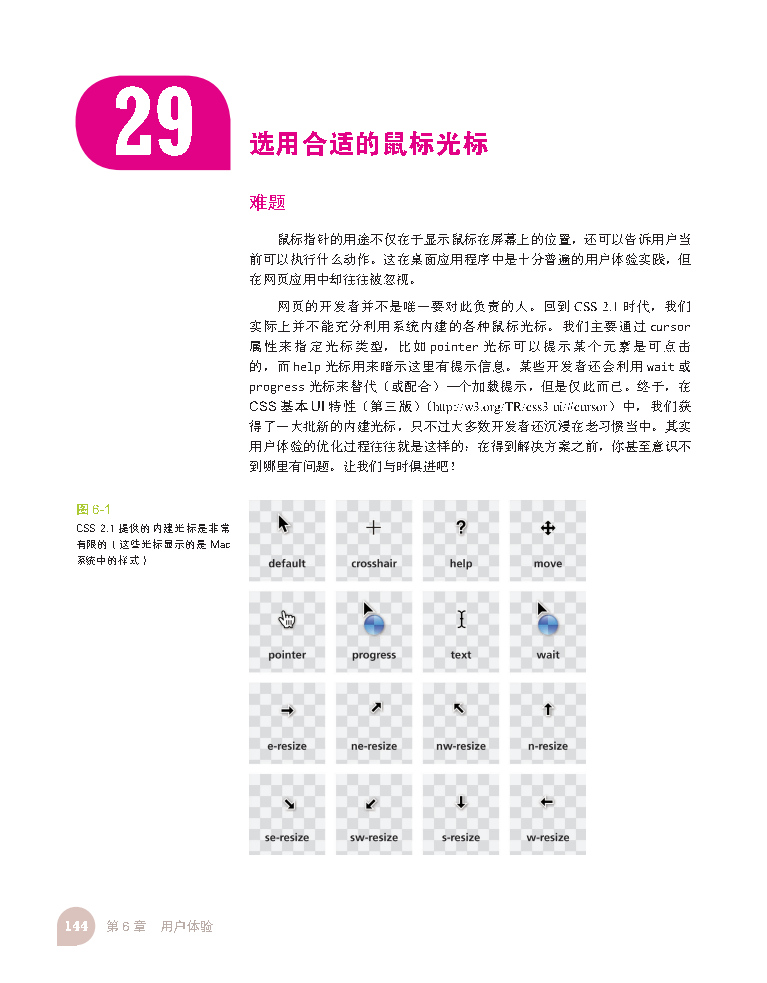 29
选用合适的鼠标光标
难题
鼠标指针的用途不仅在于显示鼠标在屏幕上的位置，还可以告诉用户当
前可以执行什么动作。这在桌面应用程序中是十分普遍的用户体验实践，但
在网页应用中却往往被忽视。
网页的开发者并不是唯一要对此负责的人。回到 CSS 2.1 时代，我们
实际上并不能充分利用系统内建的各种鼠标光标。我们主要通过 cursor
属性来指定光标类型，比如 pointer 光标可以提示某个元素是可点击
的，而 help 光标用来暗示这里有提示信息。某些开发者还会利用 wait 或
progress 光标来替代（或配合）一个加载提示，但是仅此而已。终于，在
CSS 基本 UI 特性（第三版）（http://w3.org/TR/css3-ui/#cursor）中，我们获
得了一大批新的内建光标，只不过大多数开发者还沉浸在老习惯当中。其实
用户体验的优化过程往往就是这样的：在得到解决方案之前，你甚至意识不
到哪里有问题。让我们与时俱进吧！
图 6-1
CSS 2.1 提供的内建光标是非常
有限的（这些光标显示的是 Mac
系统中的样式）
default crosshair help move
pointer progress text wait
e-resize ne-resize nw-resize n-resize
se-resize sw-resize s-resize w-resize
144 第 6 章 用户体验